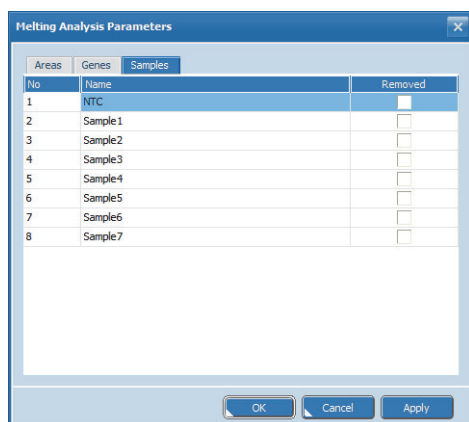 Melting Analysis Parameters
Areas Genes Samples
No Name Removed
1 NTC
2 Sample1
3 Sample2
4 Sample3
5 Sample4
6 Sample5
7 Sample6
8 Sample7
OK Cancel Apply